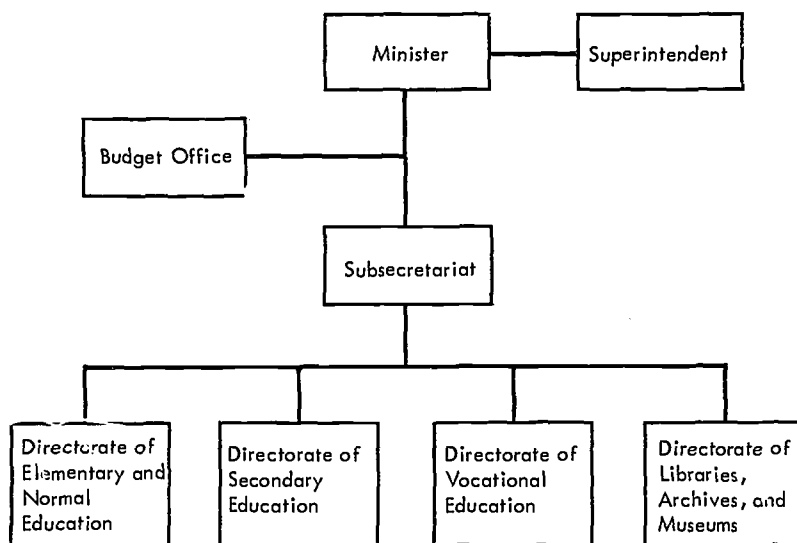 Minister
Superintendent
Budget Office
Subsecretariat
Directorate of
Elementary and
Normal
Education
Directorate of
Secondary
Education
Directorate of
Vocational
Education
Directorate of
Libraries,
Archives, and
Museums